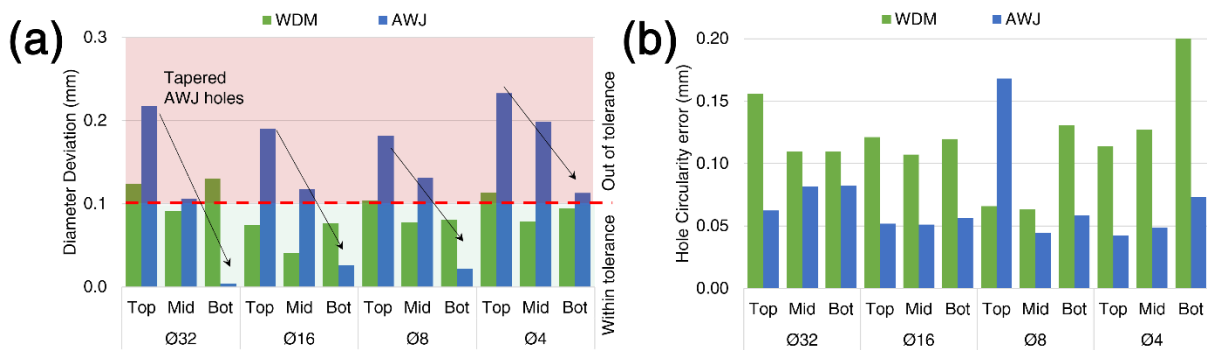 (a)
WDM AWJ
Diameter Deviation (mm)
0.3
0.2
0.1
0.0
Tapered
AWJ holes
Out of tolerance
Within tolerance
Top Mid Bot Top Mid Bot Top Mid Bot Top Mid Bot
Ø32 Ø16 Ø8 Ø4
(b)
WDM AWJ
Hole Circularity error (mm)
0.20
0.15
0.10
0.05
0.00
Top Mid Bot Top Mid Bot Top Mid Bot Top Mid Bot
Ø32 Ø16 Ø8 Ø4